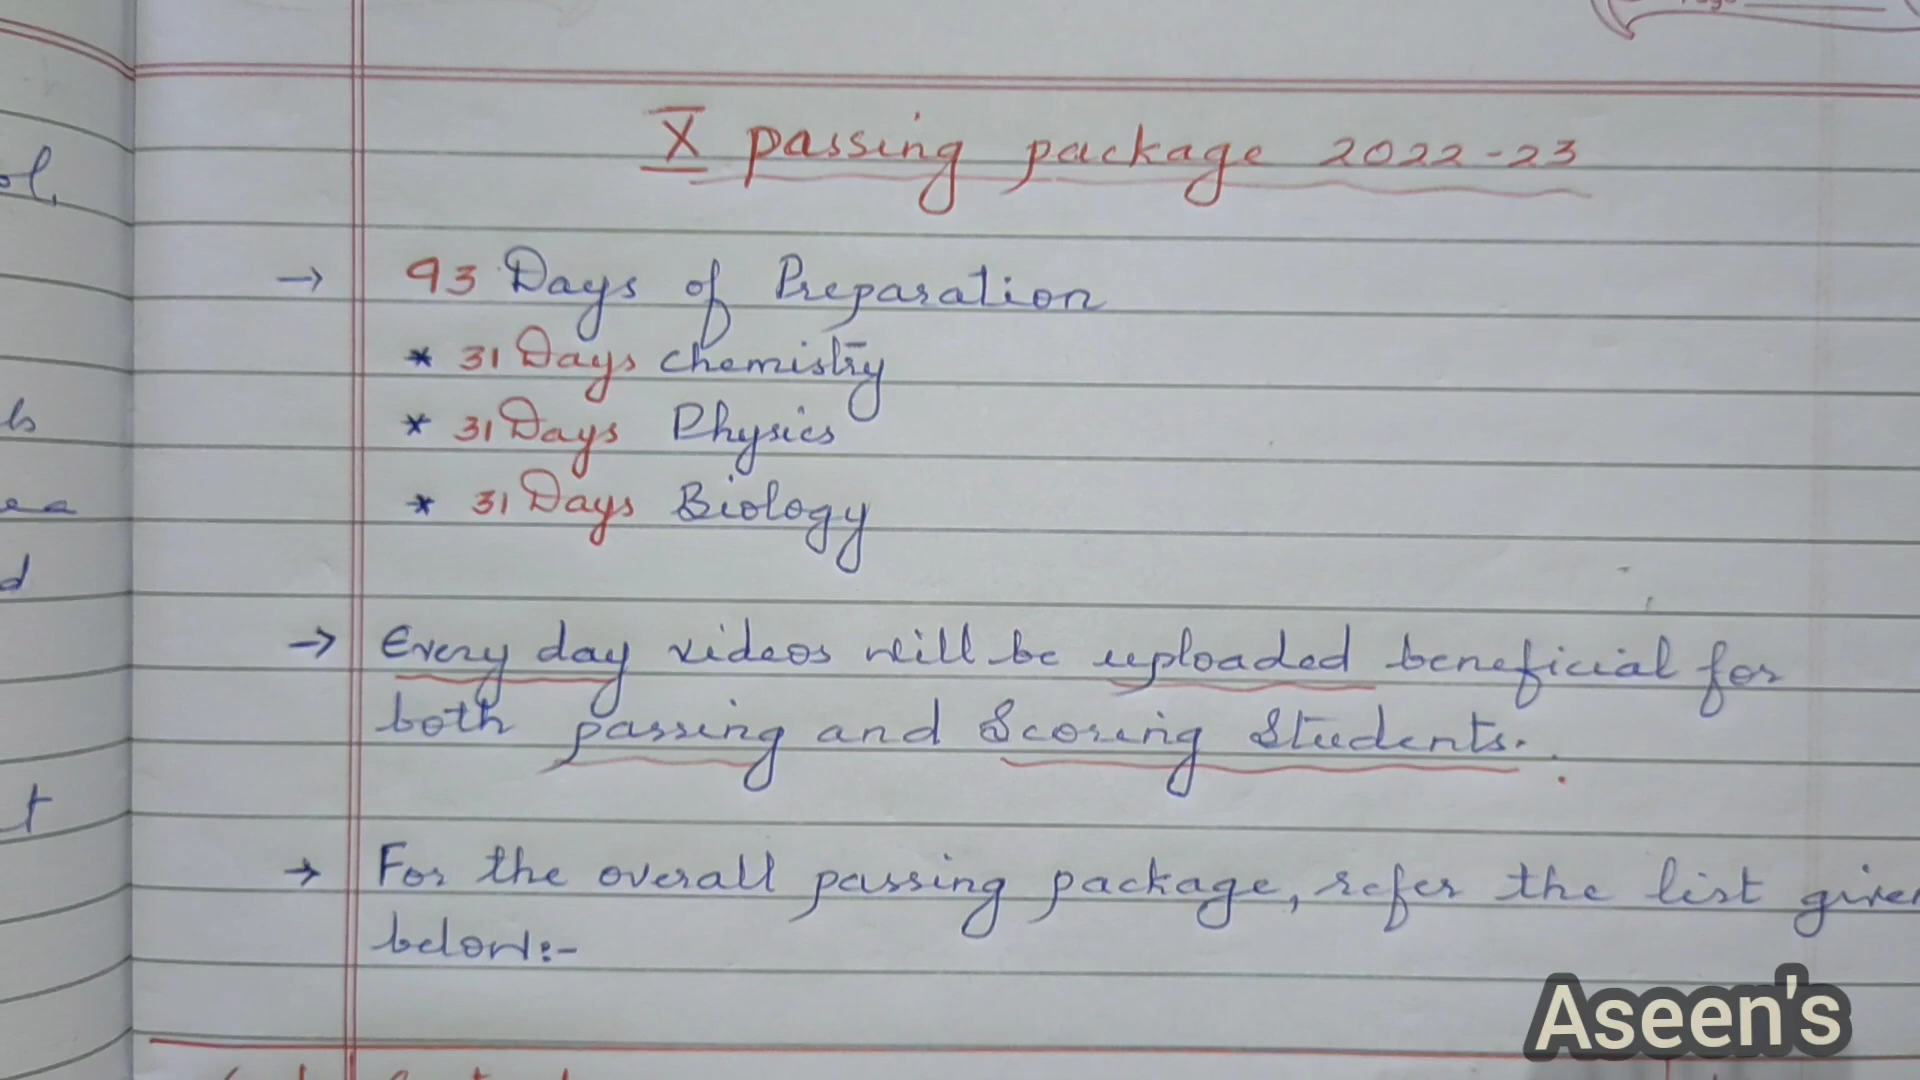 X passing package 2022-23
→ 93 Days of Preparation
* 31 Days Chemistry
* 31 Days Physics
* 31 Days Biology
→ Every day videos will be uploaded beneficial for
both passing and Scoring Students.
→ For the overall passing package, refer the list given
below:-
Aseen's